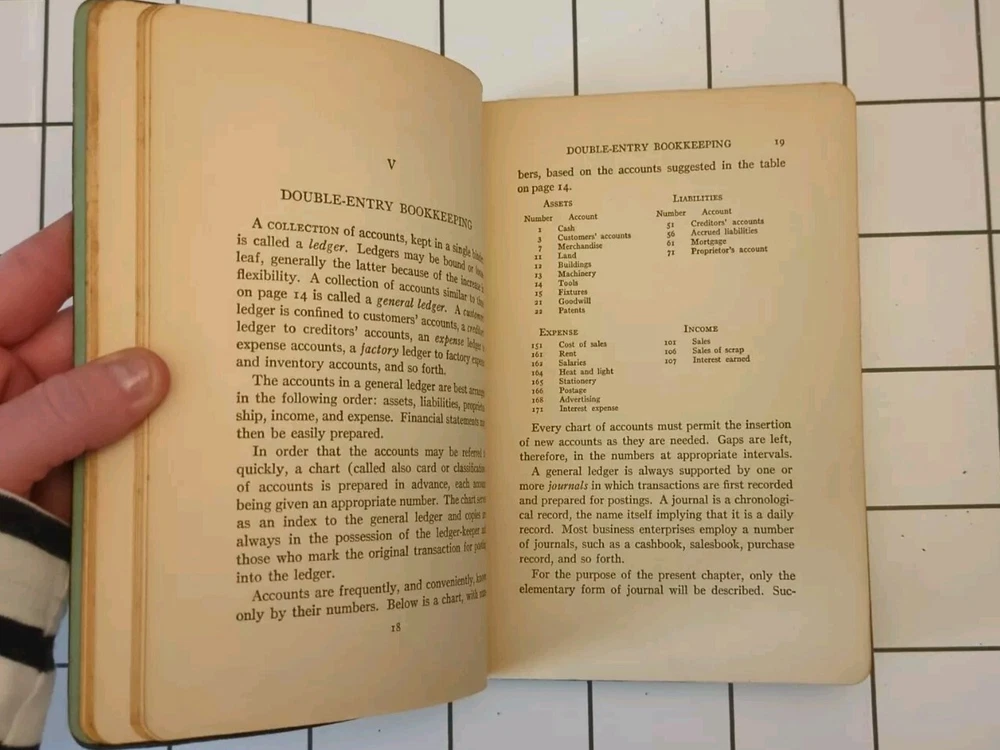 V
DOUBLE-ENTRY BOOKKEEPING
A COLLECTION of accounts, kept in a single
is called a ledger. Ledgers may be bound or
leaf, generally the latter because of the
flexibility. A collection of accounts similar to
on page 14 is called a general ledger. A
ledger is confined to customers' accounts, a
ledger to creditors' accounts, an expense ledger
expense accounts, a factory ledger to factory
and inventory accounts, and so forth.
The accounts in a general ledger are best
in the following order: assets, liabilities,
ship, income, and expense. Financial statements
then be easily prepared.
In order that the accounts may be referred
quickly, a chart (called also card or
of accounts is prepared in advance, each
being given an appropriate number. The chart
as an index to the general ledger and copies
always in the possession of the ledger-keeper
those who mark the original transaction for
into the ledger.
Accounts are frequently, and conveniently,
only by their numbers. Below is a chart, with
18
DOUBLE-ENTRY BOOKKEEPING 19
bers, based on the accounts suggested in the table
on page 14.
ASSETS
Number Account
1 Cash
3 Customers' accounts
7 Merchandise
11 Land
12 Buildings
13 Machinery
14 Tools
15 Fixtures
21 Goodwill
22 Patents
LIABILITIES
Number Account
51 Creditors' accounts
56 Accrued liabilities
61 Mortgage
71 Proprietor's account
EXPENSE
151 Cost of sales
161 Rent
162 Salaries
164 Heat and light
165 Stationery
166 Postage
168 Advertising
171 Interest expense
INCOME
101 Sales
106 Sales of scrap
107 Interest earned
Every chart of accounts must permit the insertion
of new accounts as they are needed. Gaps are left,
therefore, in the numbers at appropriate intervals.
A general ledger is always supported by one or
more journals in which transactions are first recorded
and prepared for postings. A journal is a chronologi-
cal record, the name itself implying that it is a daily
record. Most business enterprises employ a number
of journals, such as a cashbook, salesbook, purchase
record, and so forth.
For the purpose of the present chapter, only the
elementary form of journal will be described. Suc-